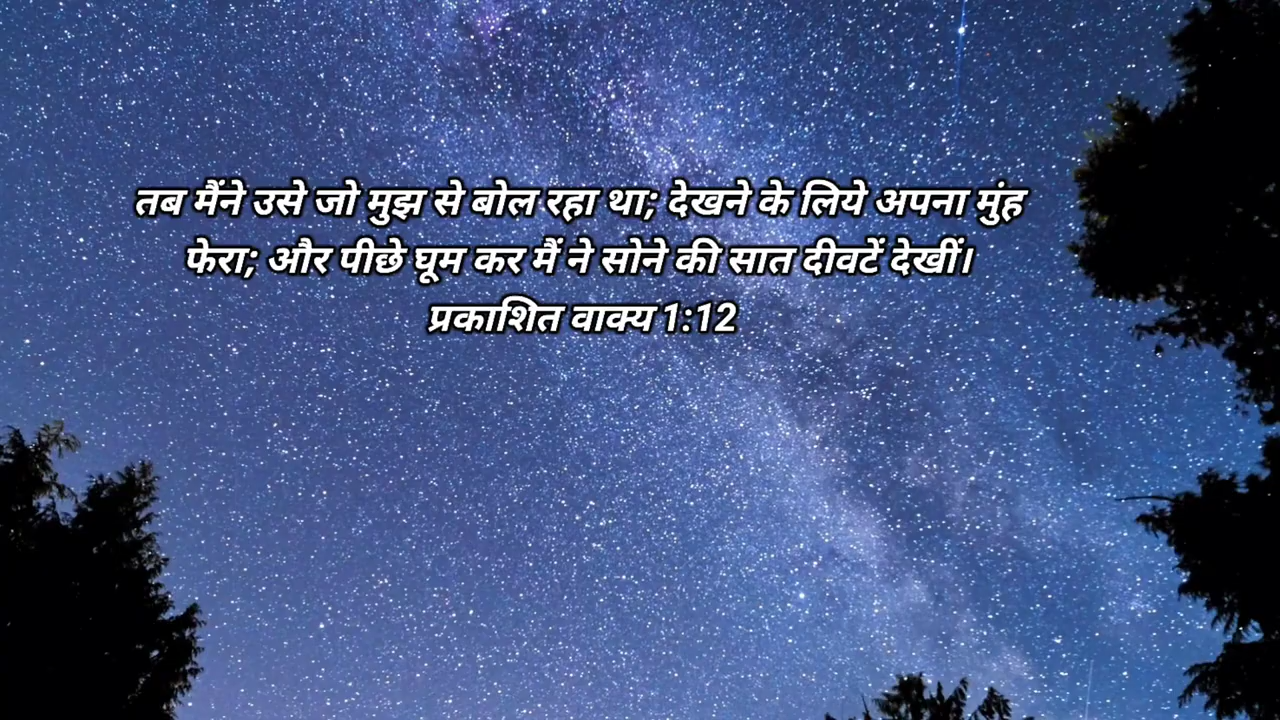 तब मैंने उसे जो मुझ से बोल रहा था; देखने के लिये अपना मुंह
फेरा; और पीछे घूम कर मैं ने सोने की सात दीवटें देखीं।
प्रकाशित वाक्य 1:12